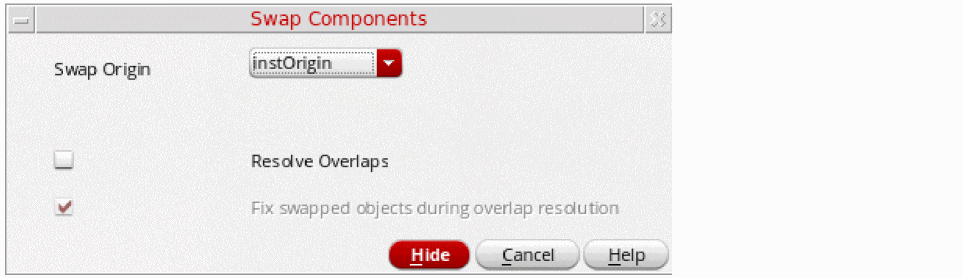 Swap Components
Swap Origin
instOrigin
Resolve Overlaps
Fix swapped objects during overlap resolution
Hide
Cancel
Help